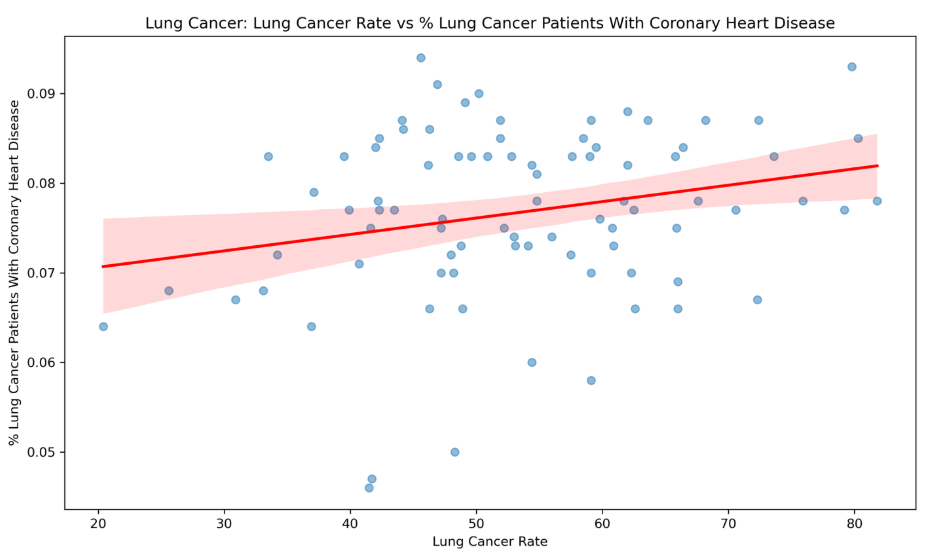 Lung Cancer: Lung Cancer Rate vs % Lung Cancer Patients With Coronary Heart Disease
% Lung Cancer Patients With Coronary Heart Disease
0.09
0.08
0.07
0.06
0.05
20 30 40 50 60 70 80
Lung Cancer Rate